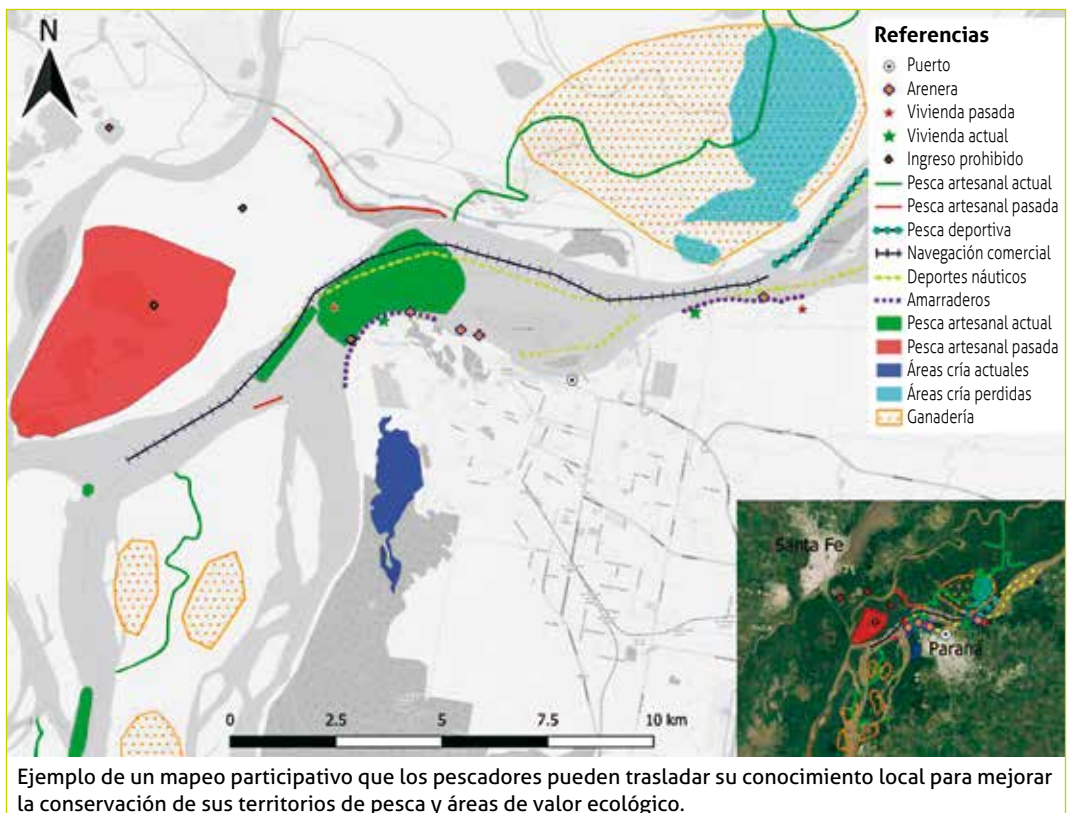 N
Referencias
Puerto
Arenera
Vivienda pasada
Vivienda actual
Ingreso prohibido
Pesca artesanal actual
Pesca artesanal pasada
Pesca deportiva
Navegación comercial
Deportes náuticos
Amarraderos
Pesca artesanal actual
Pesca artesanal pasada
Áreas cría actuales
Áreas cría perdidas
Ganadería
Santa Fe
Paraná
0 2.5 5 7.5 10 km
Ejemplo de un mapeo participativo que los pescadores pueden trasladar su conocimiento local para mejorar
la conservación de sus territorios de pesca y áreas de valor ecológico.